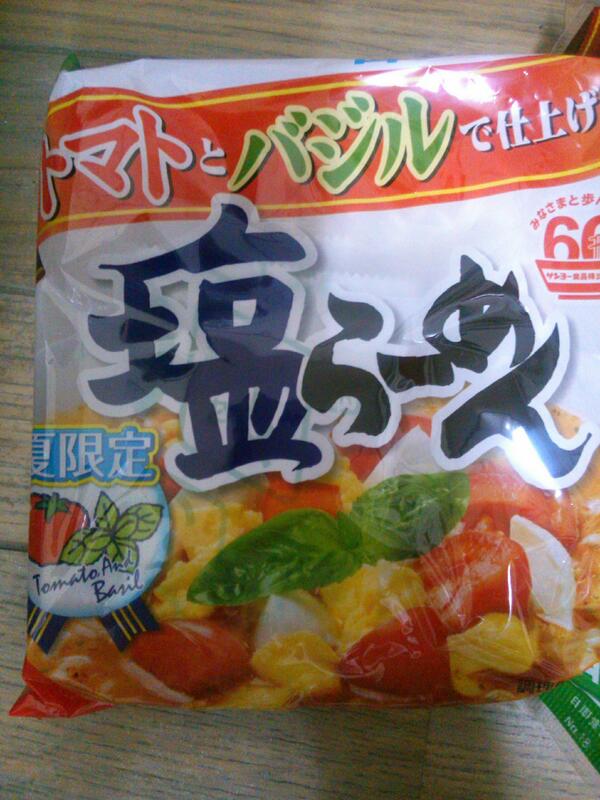 トマトとバジルで仕上げ
みなさまと歩ん
60
サンヨー食品株式
塩らーめん
夏限定
Tomato And
Basil
調理